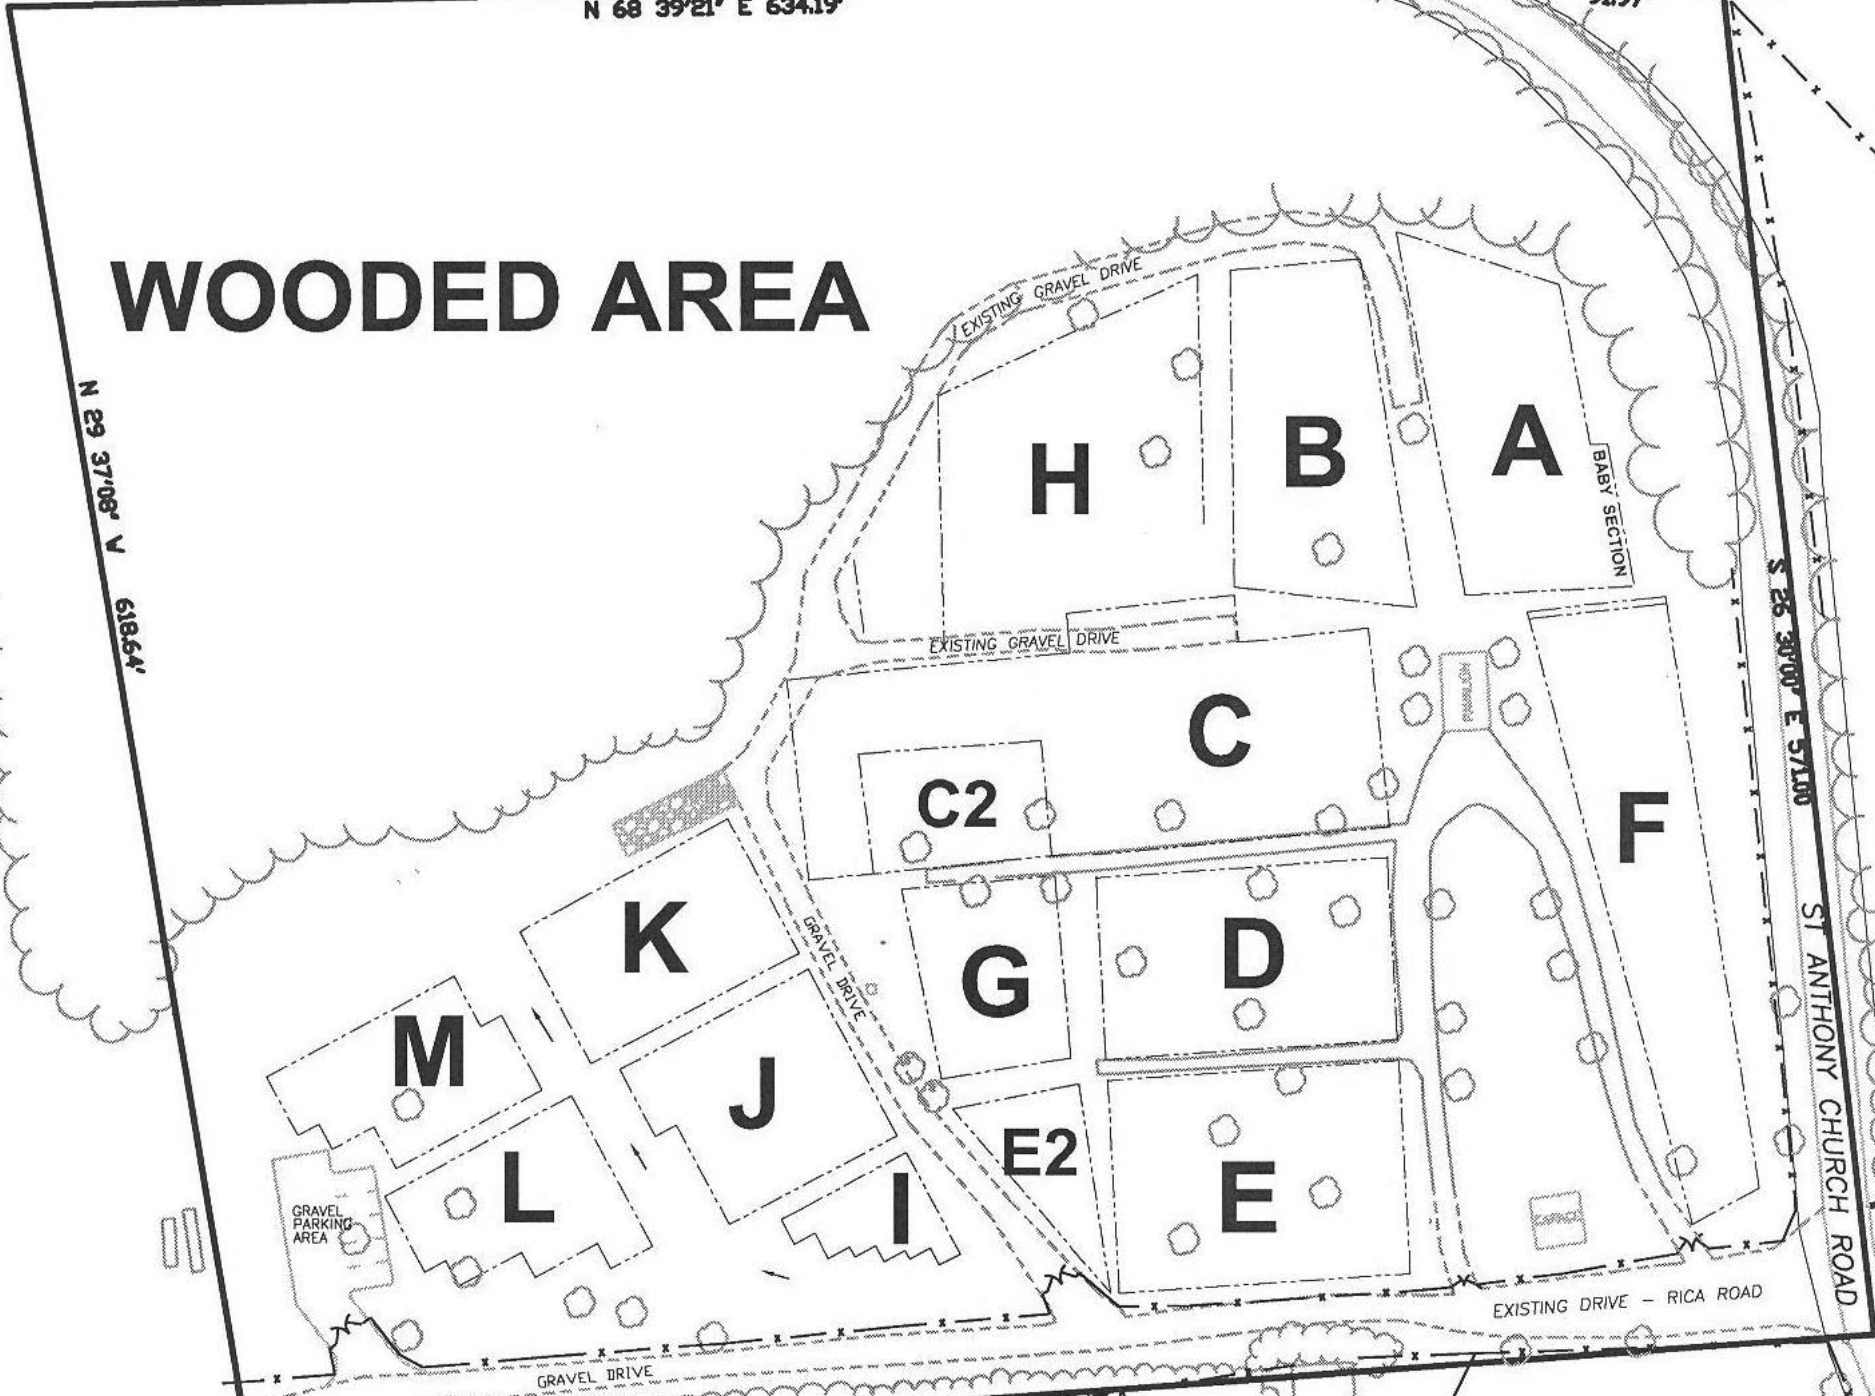 N 68 39'21" E 634.19'
WOODED AREA
EXISTING GRAVEL DRIVE
N 29 37'08" W 618.64'
H
B
A
BABY SECTION
EXISTING GRAVEL DRIVE
S 26 30'00" E 571.00
PAVILION
C
C2
F
K
GRAVEL DRIVE
G
D
ST ANTHONY CHURCH ROAD
M
J
E2
E
L
I
GRAVEL
PARKING
AREA
EXISTING DRIVE - RICA ROAD
GRAVEL DRIVE